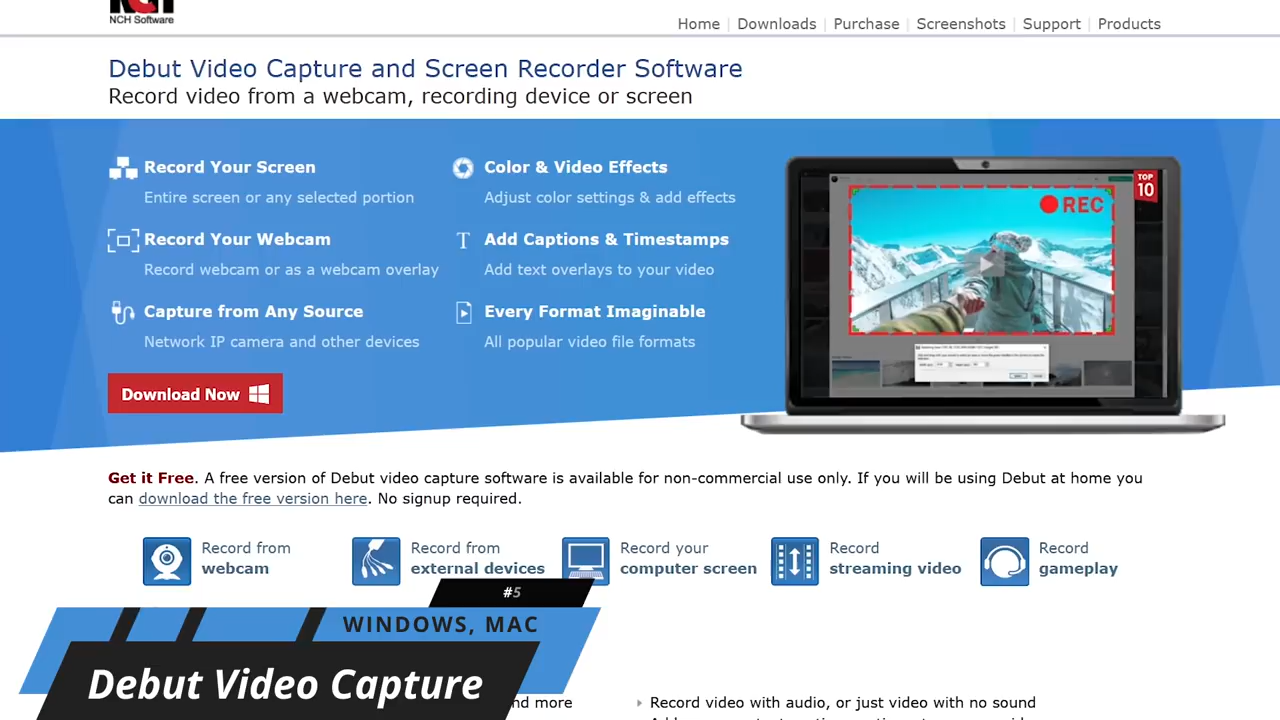 NCH Software
Home Downloads Purchase Screenshots Support Products
Debut Video Capture and Screen Recorder Software
Record video from a webcam, recording device or screen
Record Your Screen
Entire screen or any selected portion
Color & Video Effects
Adjust color settings & add effects
Record Your Webcam
Record webcam or as a webcam overlay
Add Captions & Timestamps
Add text overlays to your video
Capture from Any Source
Network IP camera and other devices
Every Format Imaginable
All popular video file formats
Download Now
TOP
10
REC
Get it Free. A free version of Debut video capture software is available for non-commercial use only. If you will be using Debut at home you
can download the free version here. No signup required.
Record from
webcam
Record from
external devices
Record your
computer screen
Record
streaming video
Record
gameplay
#5
WINDOWS, MAC
Debut Video Capture
nd more
Record video with audio, or just video with no sound